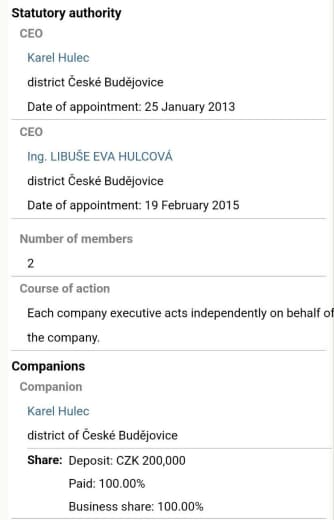 Statutory authority
CEO
Karel Hulec
district České Budějovice
Date of appointment: 25 January 2013
CEO
Ing. LIBUŠE EVA HULCOVÁ
district České Budějovice
Date of appointment: 19 February 2015
Number of members
2
Course of action
Each company executive acts independently on behalf of
the company.
Companions
Companion
Karel Hulec
district of České Budějovice
Share: Deposit: CZK 200,000
Paid: 100.00%
Business share: 100.00%